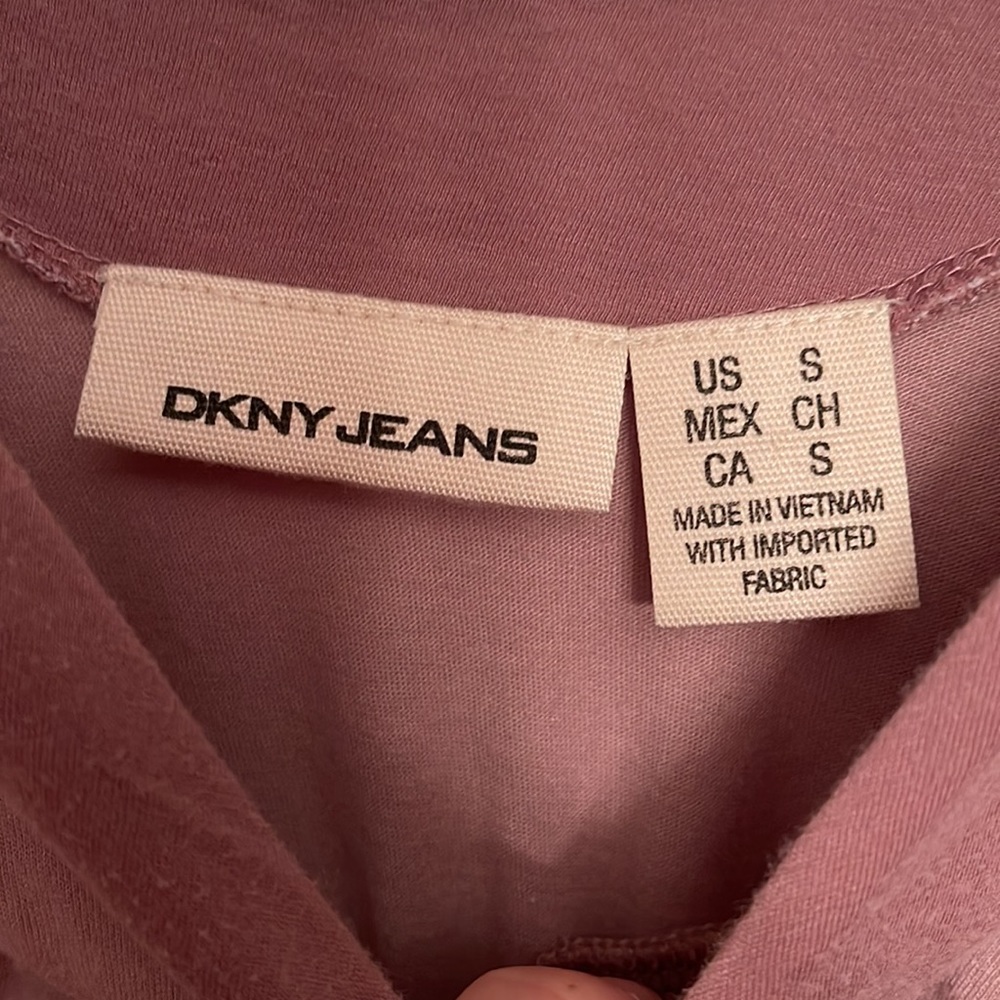 DKNY JEANS
US S
MEX CH
CA S
MADE IN VIETNAM
WITH IMPORTED
FABRIC